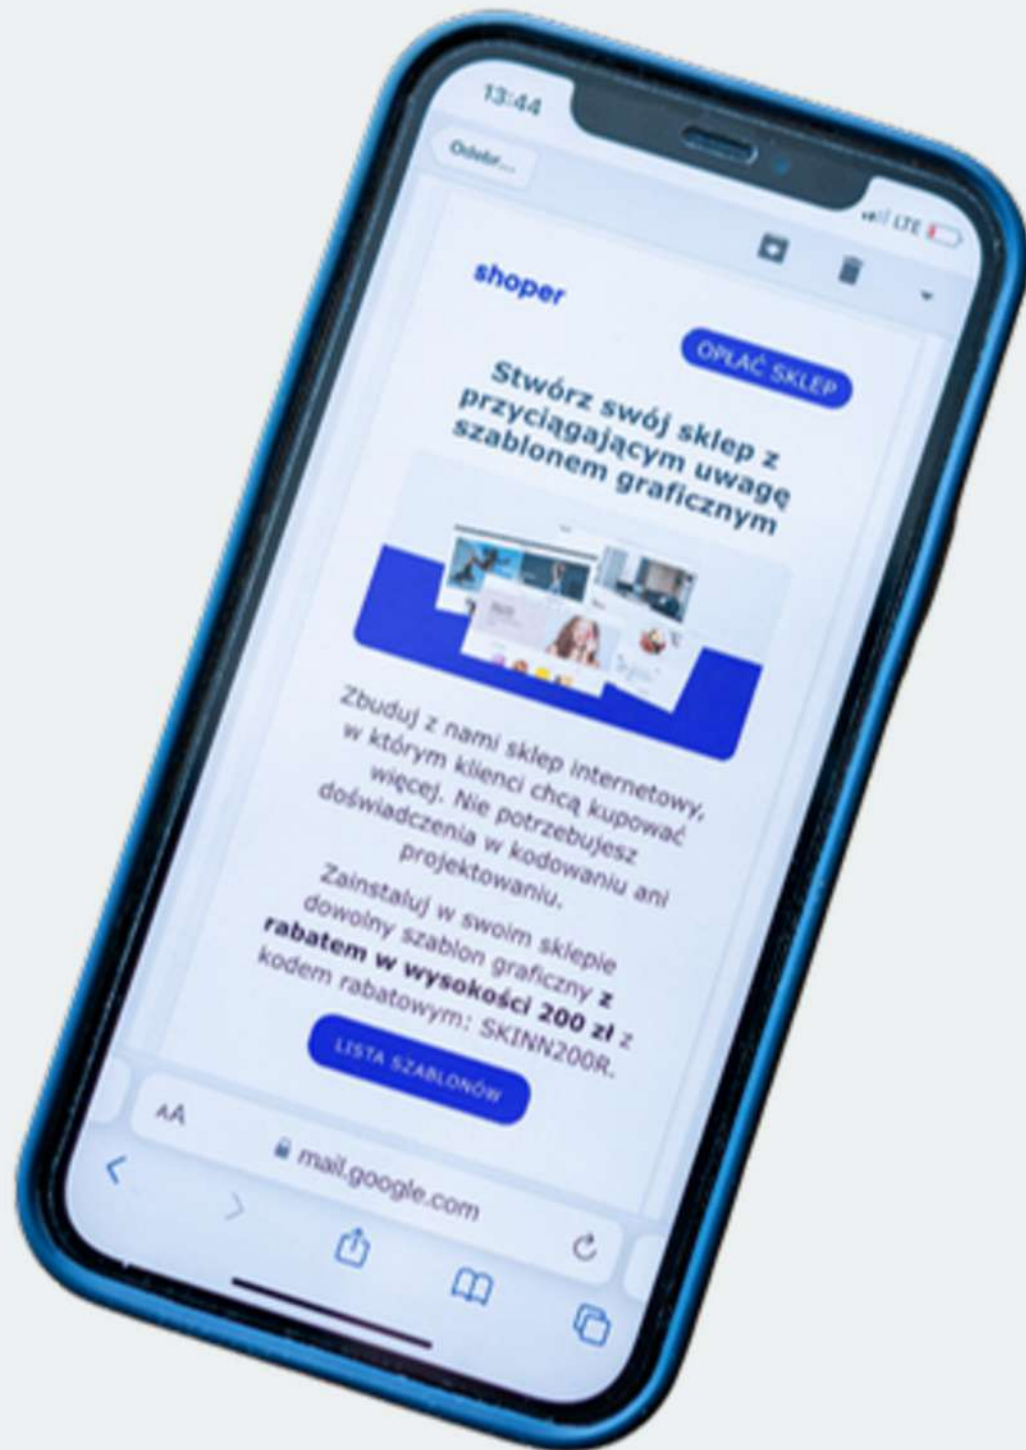 13:44
Odebr...
LTE
shoper
OPŁAĆ SKLEP
Stwórz swój sklep z
przyciągającym uwagę
szablonem graficznym
Zbuduj z nami sklep internetowy,
w którym klienci chcą kupować
więcej. Nie potrzebujesz
doświadczenia w kodowaniu ani
projektowaniu.
Zainstaluj w swoim sklepie
dowolny szablon graficzny z
rabatem w wysokości 200 zł z
kodem rabatowym: SKINN200R.
LISTA SZABLONÓW
AA
mail.google.com